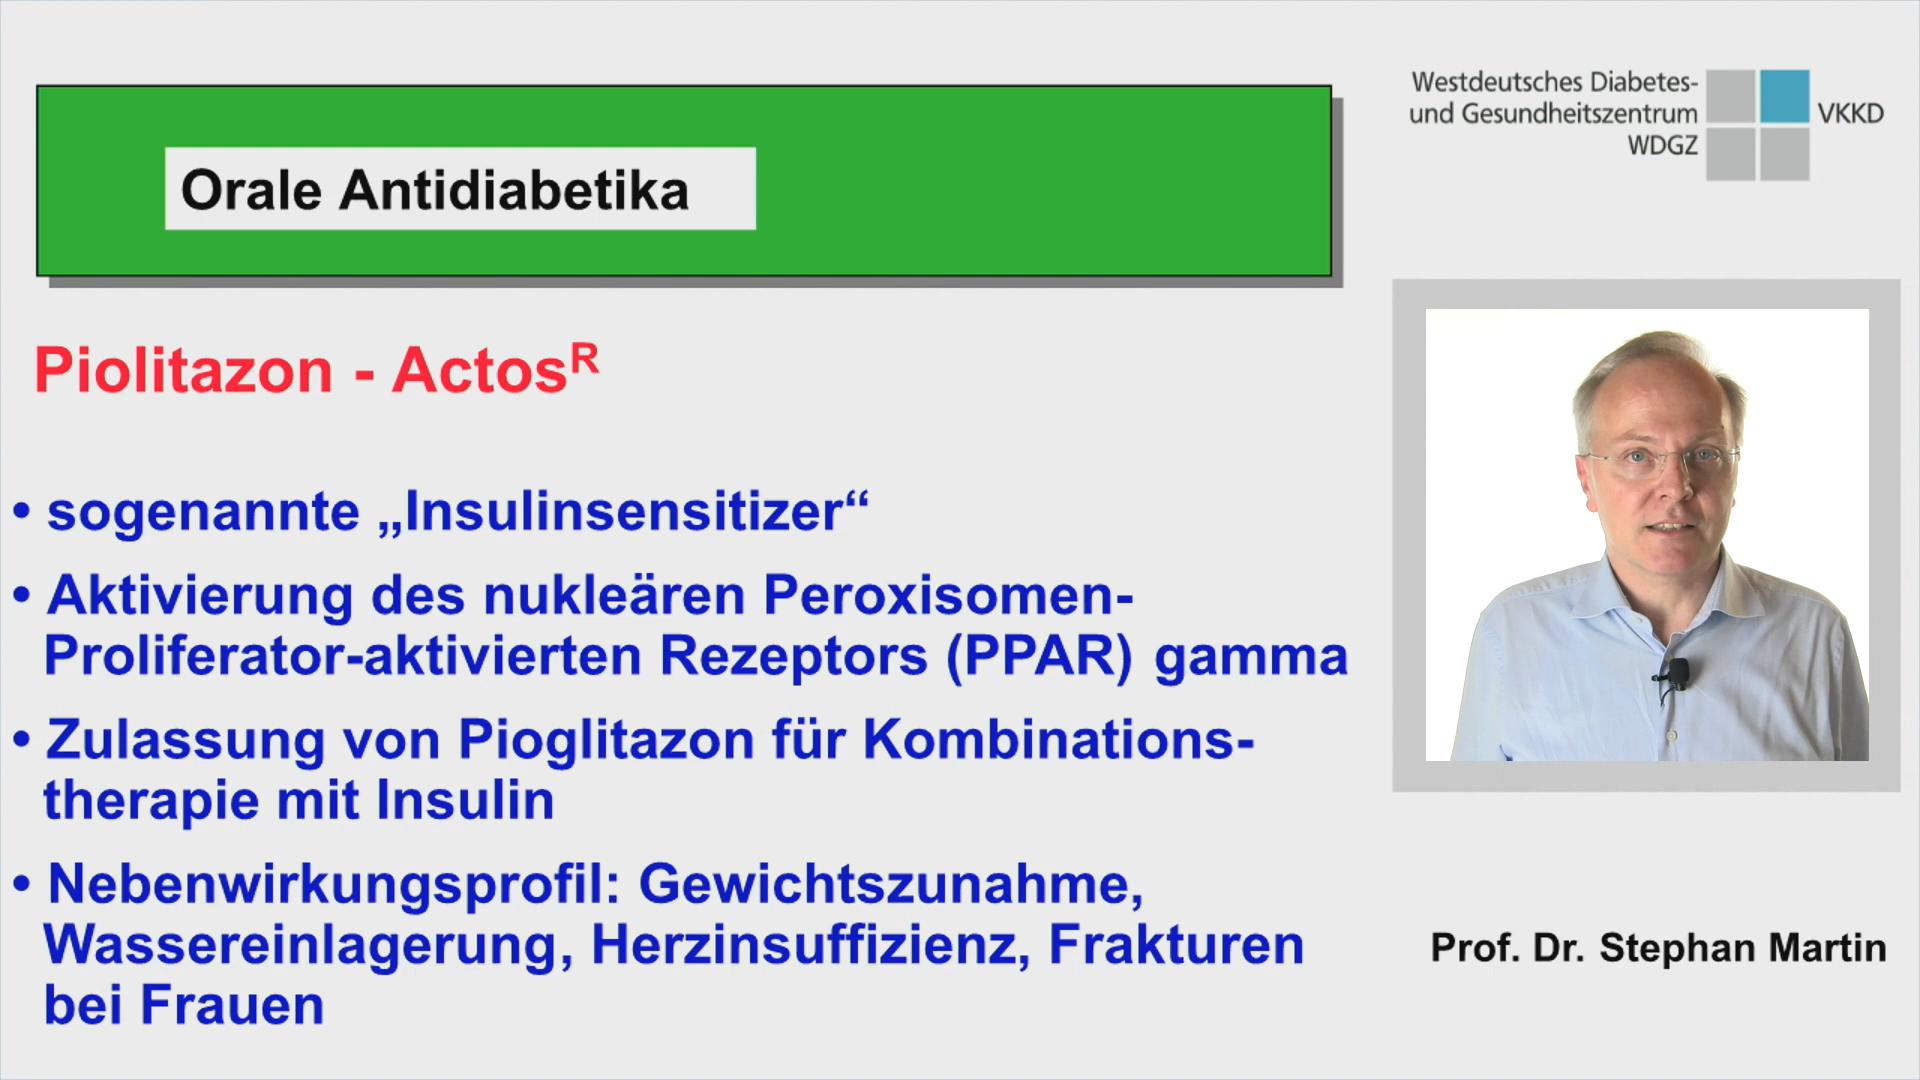 Westdeutsches Diabetes-
und Gesundheitszentrum
WDGZ
VKKD
Orale Antidiabetika
Piolitazon - Actosᴿ
• sogenannte „Insulinsensitizer“
• Aktivierung des nukleären Peroxisomen-
Proliferator-aktivierten Rezeptors (PPAR) gamma
• Zulassung von Pioglitazon für Kombinations-
therapie mit Insulin
• Nebenwirkungsprofil: Gewichtszunahme,
Wassereinlagerung, Herzinsuffizienz, Frakturen
bei Frauen
Prof. Dr. Stephan Martin